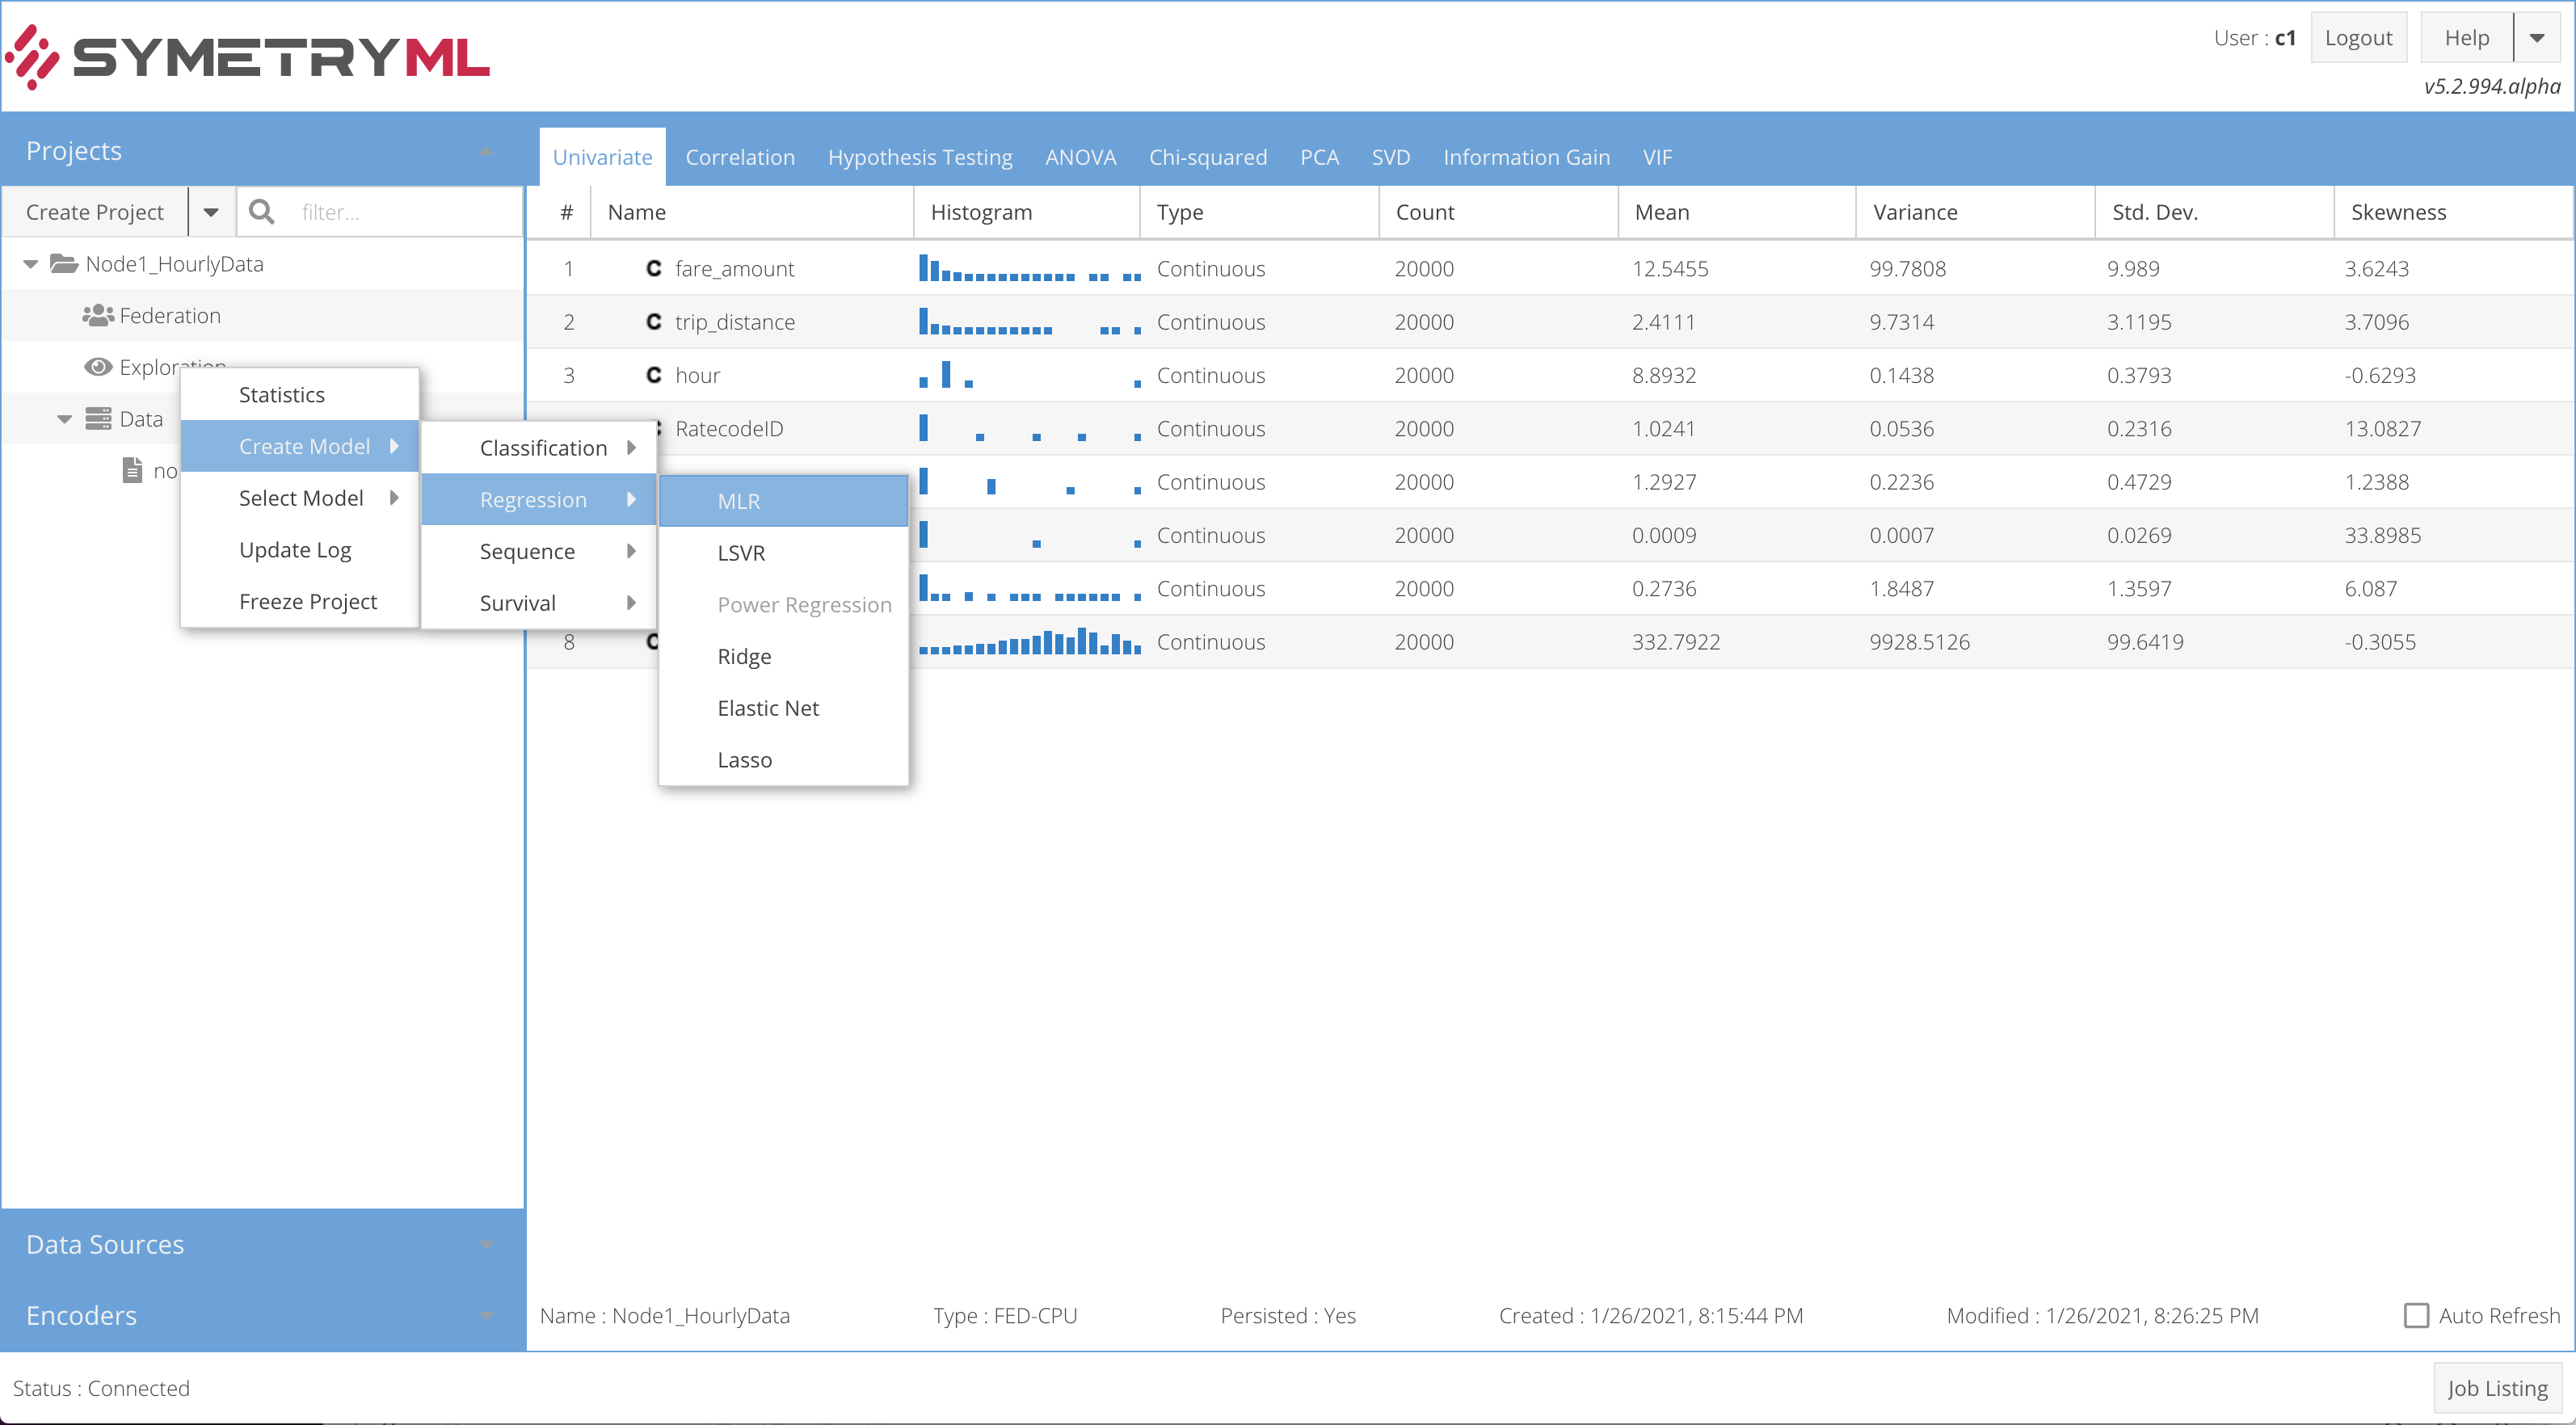 SYMETRYML
User : c1
Logout
Help
v5.2.994.alpha
Projects
Create Project
filter...
Node1_HourlyData
Federation
Exploration
Data
no
Statistics
Create Model
Select Model
Update Log
Freeze Project
Classification
Regression
Sequence
Survival
MLR
LSVR
Power Regression
Ridge
Elastic Net
Lasso
Univariate Correlation Hypothesis Testing ANOVA Chi-squared PCA SVD Information Gain VIF
# Name Histogram Type Count Mean Variance Std. Dev. Skewness
1 C fare_amount Continuous 20000 12.5455 99.7808 9.989 3.6243
2 C trip_distance Continuous 20000 2.4111 9.7314 3.1195 3.7096
3 C hour Continuous 20000 8.8932 0.1438 0.3793 -0.6293
RatecodeID Continuous 20000 1.0241 0.0536 0.2316 13.0827
Continuous 20000 1.2927 0.2236 0.4729 1.2388
Continuous 20000 0.0009 0.0007 0.0269 33.8985
Continuous 20000 0.2736 1.8487 1.3597 6.087
8 C Continuous 20000 332.7922 9928.5126 99.6419 -0.3055
Data Sources
Encoders
Name : Node1_HourlyData Type : FED-CPU Persisted : Yes Created : 1/26/2021, 8:15:44 PM Modified : 1/26/2021, 8:26:25 PM Auto Refresh
Status : Connected
Job Listing